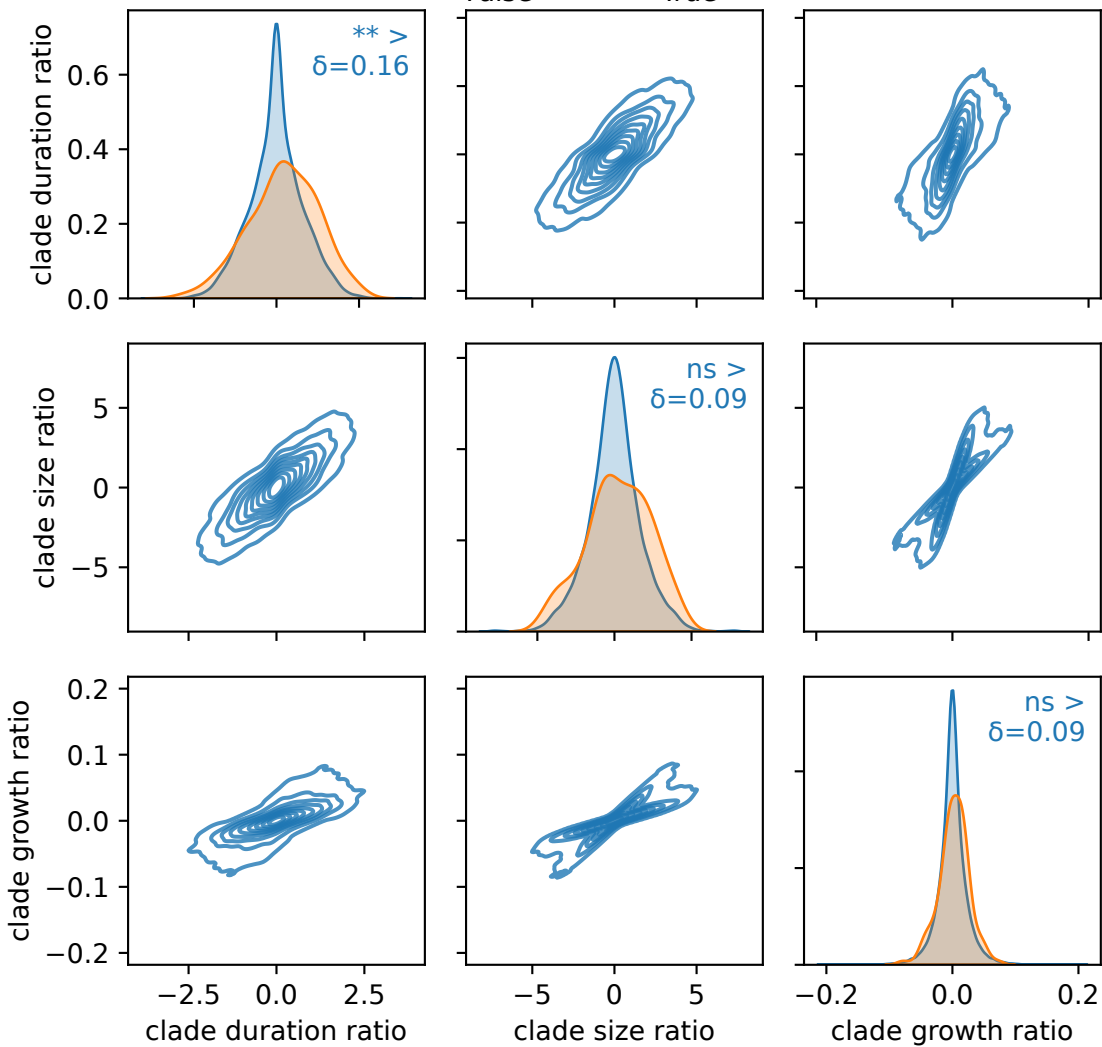 clade duration ratio
0.6
0.4
0.2
0.0
** >
δ=0.16
clade size ratio
5
0
−5
ns >
δ=0.09
clade growth ratio
0.2
0.1
0.0
−0.1
−0.2
ns >
δ=0.09
−2.5 0.0 2.5
clade duration ratio
−5 0 5
clade size ratio
−0.2 0.0 0.2
clade growth ratio